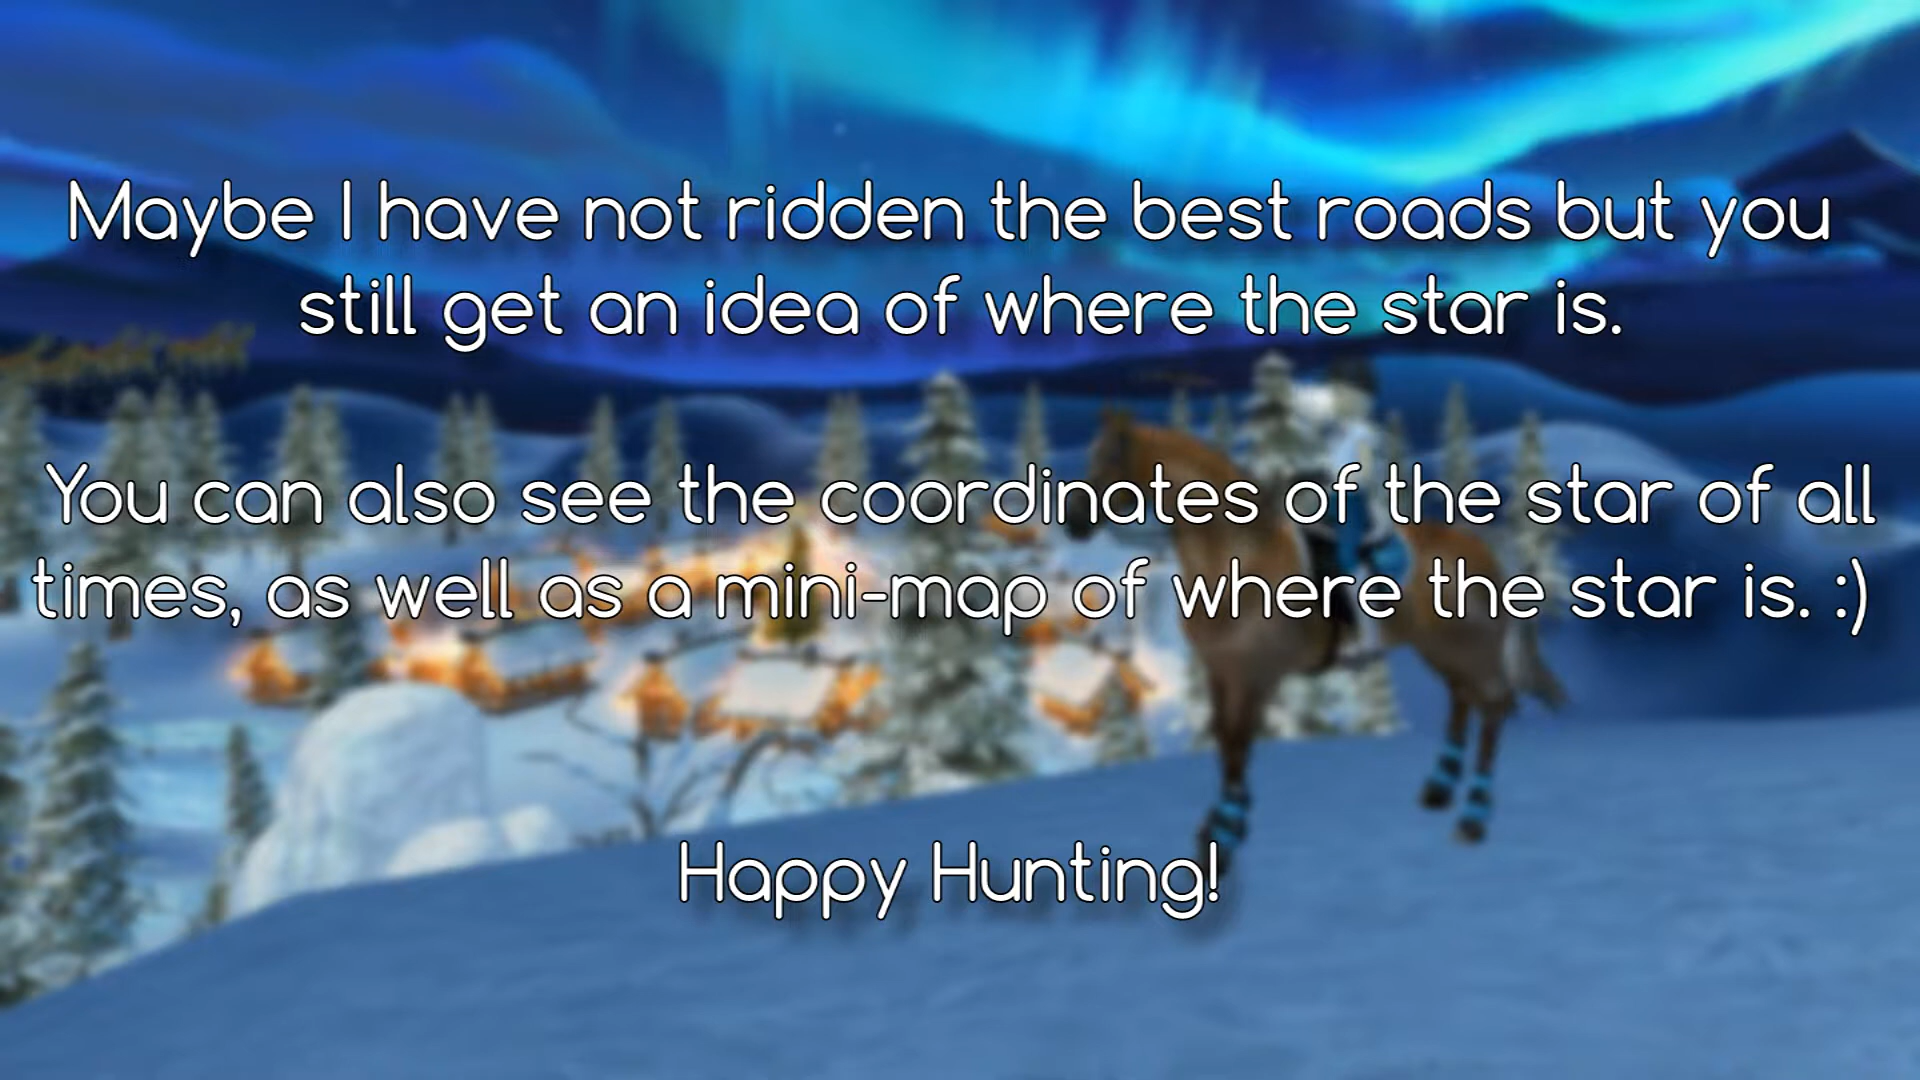 Maybe I have not ridden the best roads but you
still get an idea of where the star is.
You can also see the coordinates of the star of all
times, as well as a mini-map of where the star is. :)
Happy Hunting!